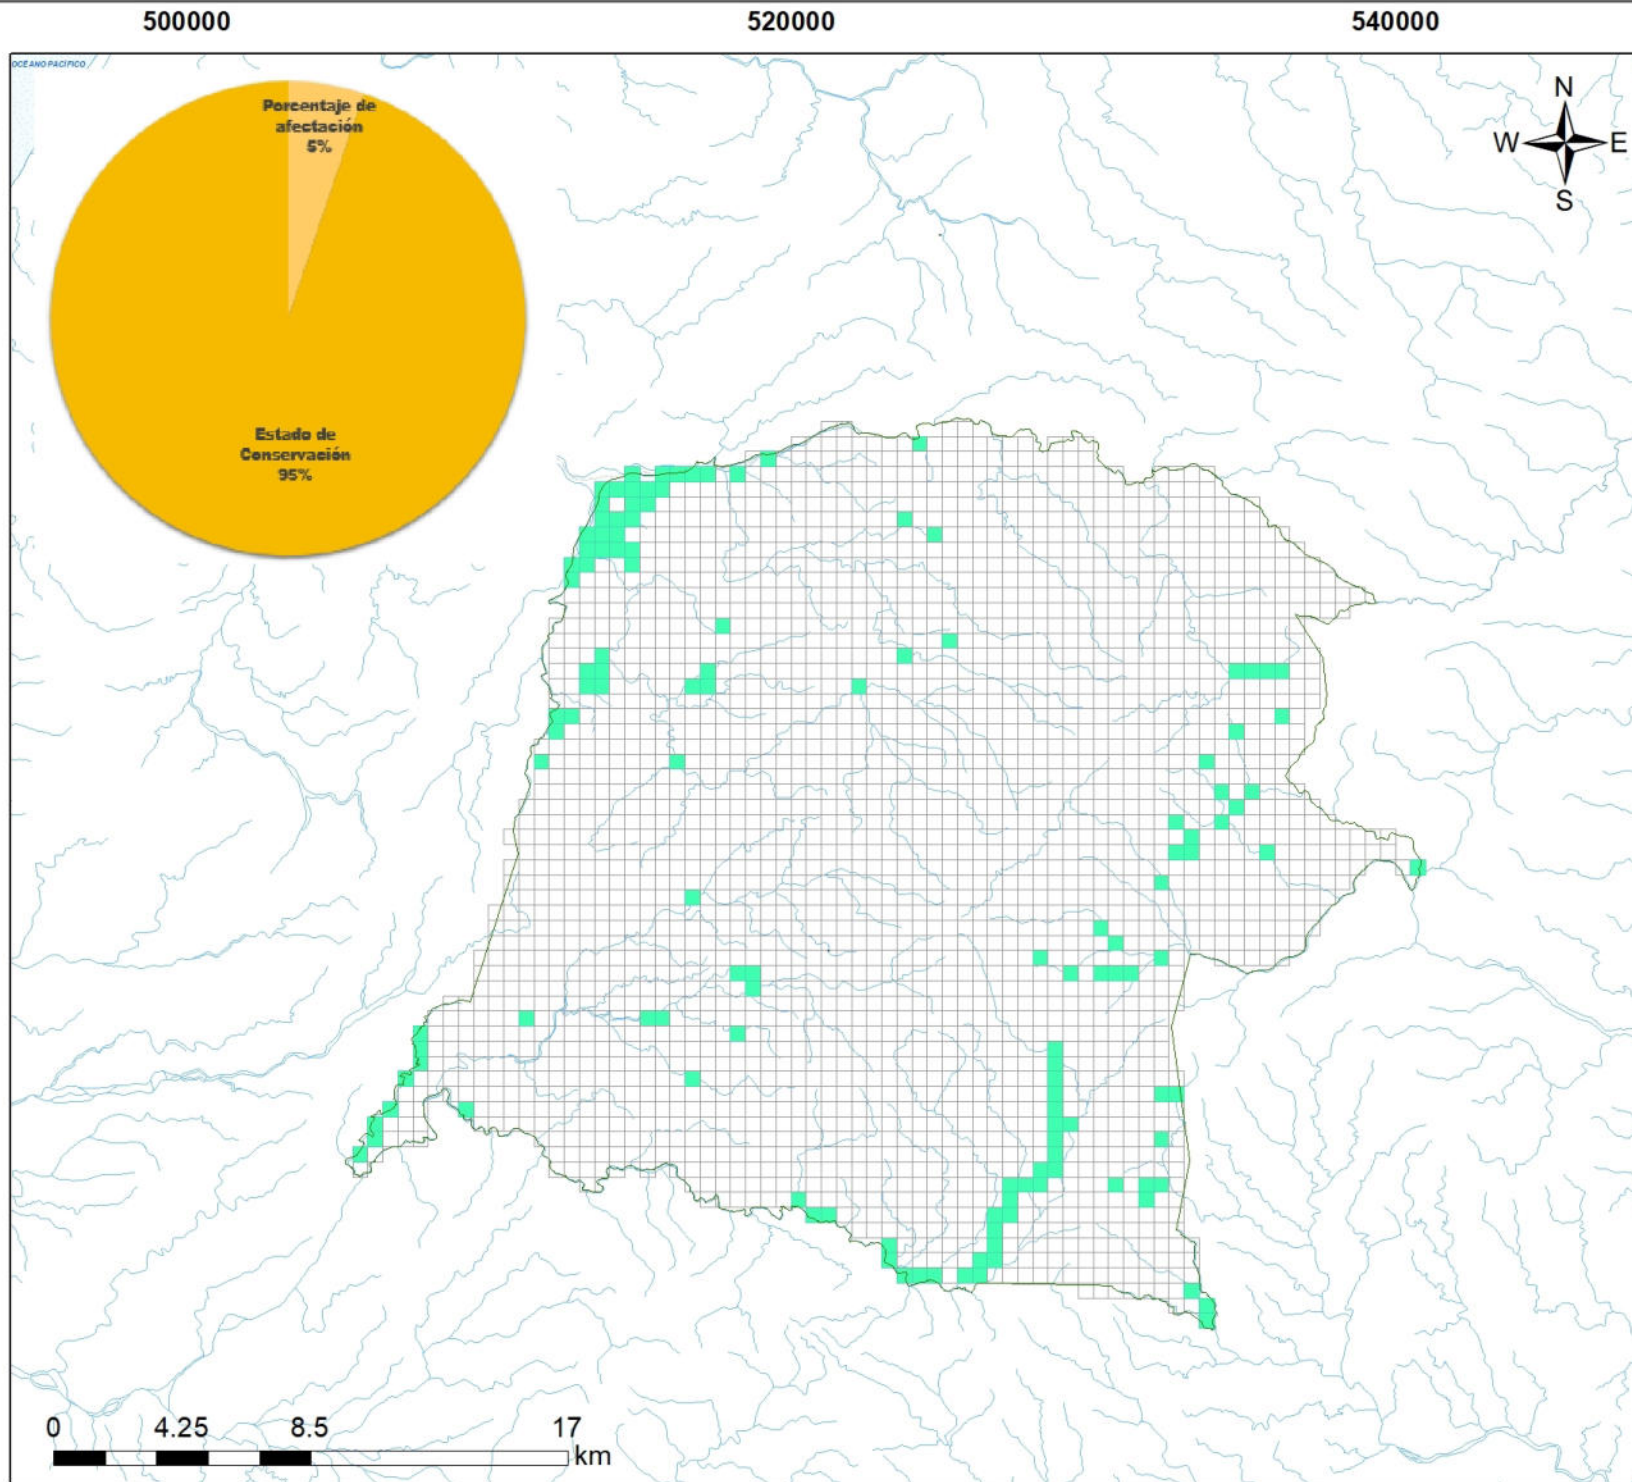 500000 520000 540000
OCEANO PACÍFICO
N
W E
S
Porcentaje de
afectación
5%
Estado de
Conservación
95%
0 4.25 8.5 17
km